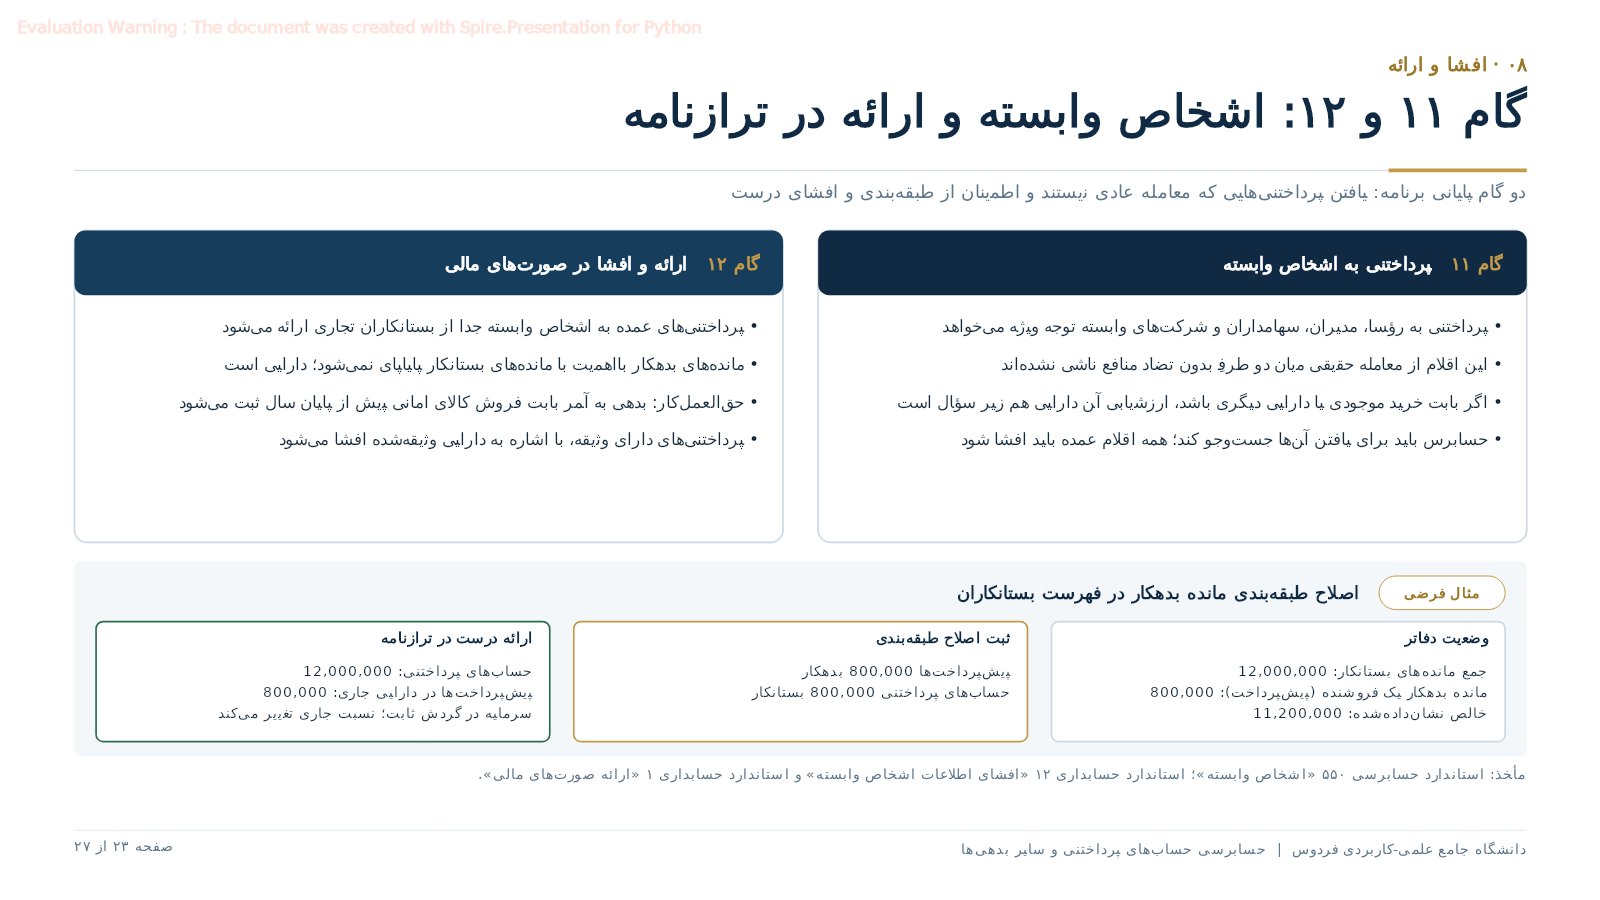 Evaluation Warning : The document was created with Spire.Presentation for Python
۰۸ · افشا و ارائه
گام ۱۱ و ۱۲: اشخاص وابسته و ارائه در ترازنامه
دو گام پایانی برنامه: یافتن پرداختنی‌هایی که معامله عادی نیستند و اطمینان از طبقه‌بندی و افشای درست
گام ۱۱ پرداختنی به اشخاص وابسته
• پرداختنی به رؤسا، مدیران، سهامداران و شرکت‌های وابسته توجه ویژه می‌خواهد
• این اقلام از معامله حقیقی میان دو طرفِ بدون تضاد منافع ناشی نشده‌اند
• اگر بابت خرید موجودی یا دارایی دیگری باشد، ارزشیابی آن دارایی هم زیر سؤال است
• حسابرس باید برای یافتن آن‌ها جست‌وجو کند؛ همه اقلام عمده باید افشا شود
گام ۱۲ ارائه و افشا در صورت‌های مالی
• پرداختنی‌های عمده به اشخاص وابسته جدا از بستانکاران تجاری ارائه می‌شود
• مانده‌های بدهکار بااهمیت با مانده‌های بستانکار پایاپای نمی‌شود؛ دارایی است
• حق‌العمل‌کار: بدهی به آمر بابت فروش کالای امانی پیش از پایان سال ثبت می‌شود
• پرداختنی‌های دارای وثیقه، با اشاره به دارایی وثیقه‌شده افشا می‌شود
مثال فرضی
اصلاح طبقه‌بندی مانده بدهکار در فهرست بستانکاران
وضعیت دفاتر
جمع مانده‌های بستانکار: 12,000,000
مانده بدهکار یک فروشنده (پیش‌پرداخت): 800,000
خالص نشان‌داده‌شده: 11,200,000
ثبت اصلاح طبقه‌بندی
پیش‌پرداخت‌ها 800,000 بدهکار
حساب‌های پرداختنی 800,000 بستانکار
ارائه درست در ترازنامه
حساب‌های پرداختنی: 12,000,000
پیش‌پرداخت‌ها در دارایی جاری: 800,000
سرمایه در گردش ثابت؛ نسبت جاری تغییر می‌کند
مأخذ: استاندارد حسابرسی ۵۵۰ «اشخاص وابسته»؛ استاندارد حسابداری ۱۲ «افشای اطلاعات اشخاص وابسته» و استاندارد حسابداری ۱ «ارائه صورت‌های مالی».
دانشگاه جامع علمی-کاربردی فردوس | حسابرسی حساب‌های پرداختنی و سایر بدهی‌ها
صفحه ۲۳ از ۲۷